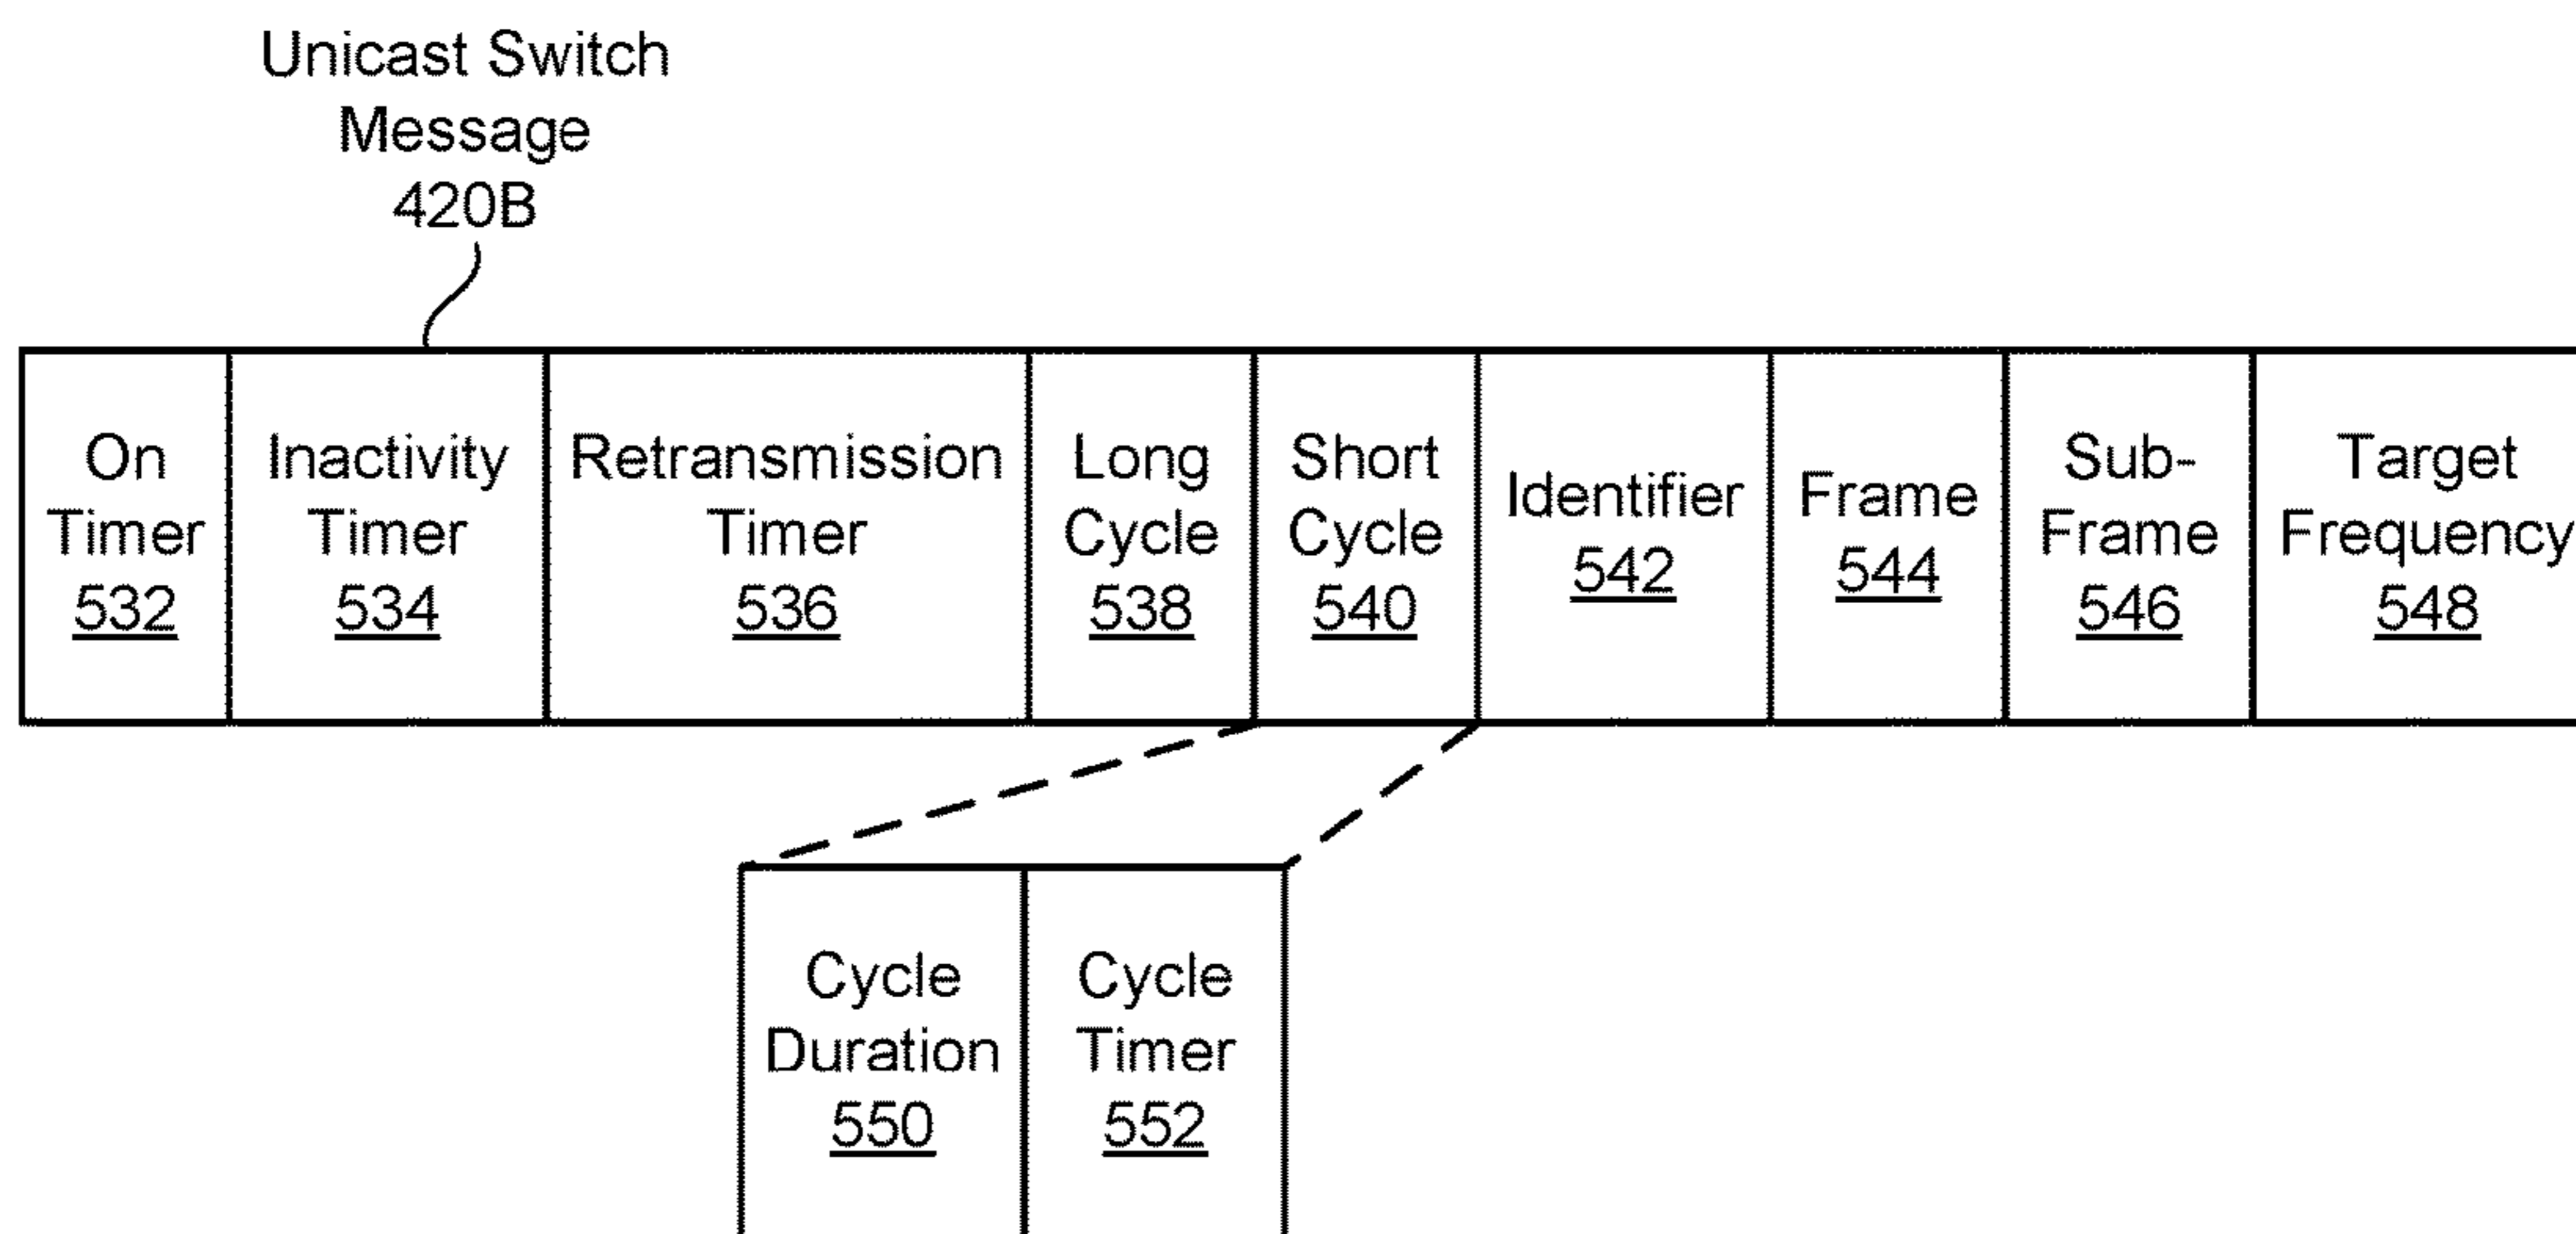 Unicast Switch
Message
420B
On
Timer
532
Inactivity
Timer
534
Retransmission
Timer
536
Long
Cycle
538
Short
Cycle
540
Identifier
542
Frame
544
Sub-
Frame
546
Target
Frequency
548
Cycle
Duration
550
Cycle
Timer
552